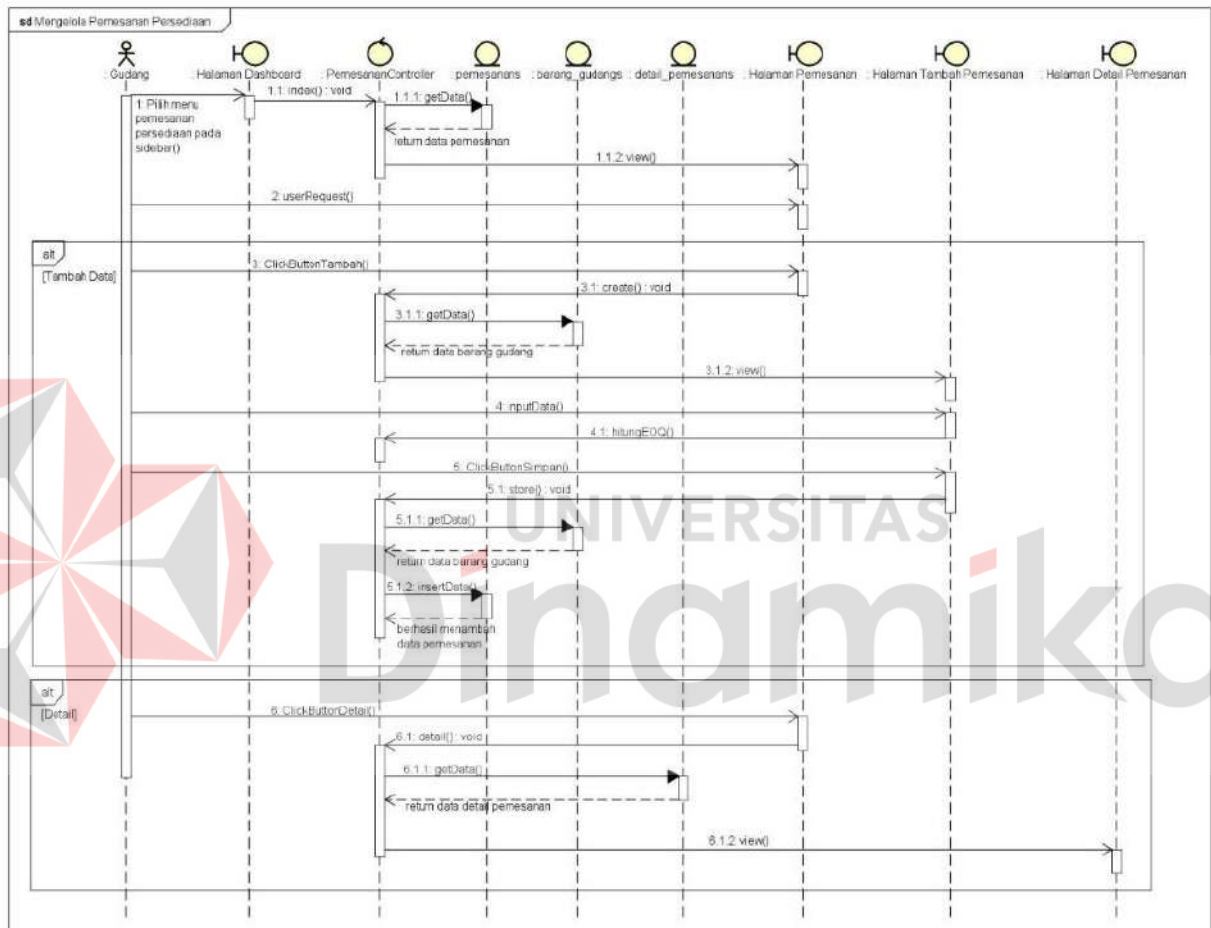 sd Mengelola Pemesanan Persediaan
: Gudang
: Halaman Dashboard
: PemesananController
pemesanans
: barang_gudangs
: detail_pemesanans
: Halaman Pemesanan
: Halaman Tambah Pemesanan
: Halaman Detail Pemesanan
1: Pilih menu
pemesanan
persediaan pada
sidebar()
1.1: index() : void
1.1.1: getData()
return data pemesanan
1.1.2: view()
2: userRequest()
alt
[Tambah Data]
3: ClickButtonTambah()
3.1: create() : void
3.1.1: getData()
return data barang gudang
3.1.2: view()
4: inputData()
4.1: hitungEOQ()
5: ClickButtonSimpan()
5.1: store() : void
5.1.1: getData()
return data barang gudang
5.1.2: insertData()
berhasil menambah
data pemesanan
alt
[Detail]
6: ClickButtonDetail()
6.1: detail() : void
6.1.1: getData()
return data detail pemesanan
6.1.2: view()
UNIVERSITAS
Dinamika